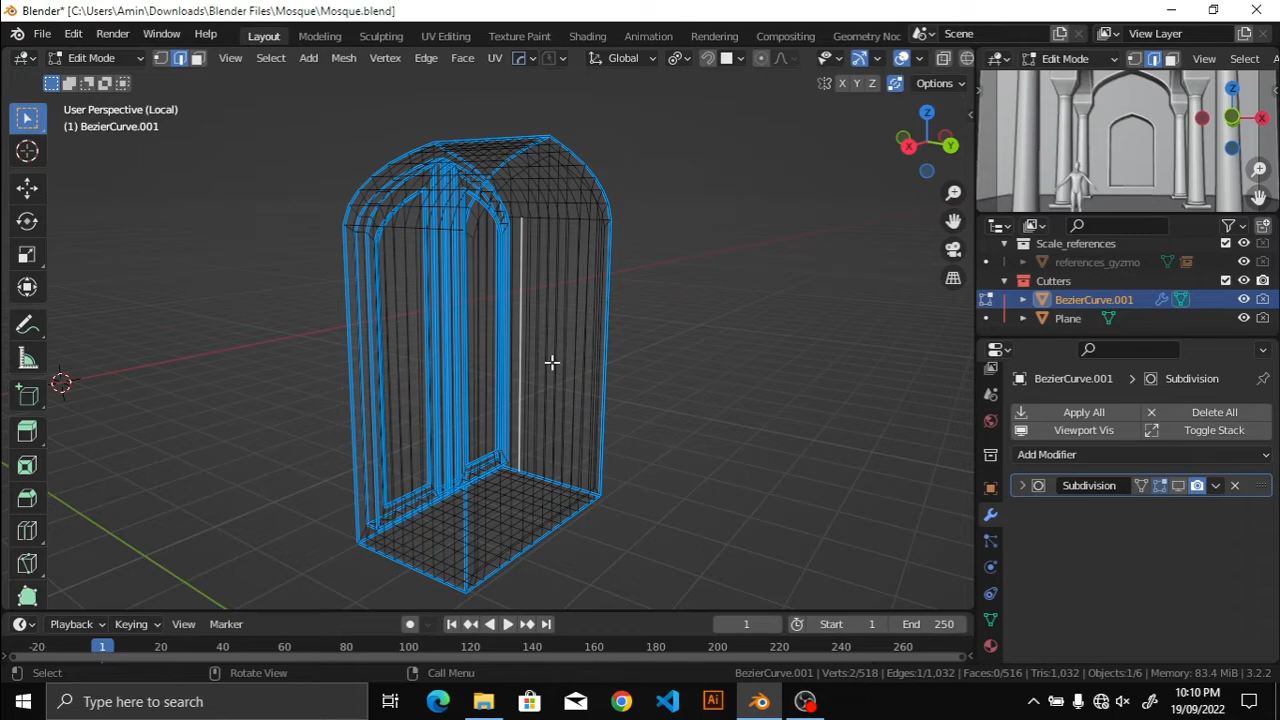 Blender* [C:\Users\Amin\Downloads\Blender Files\Mosque\Mosque.blend]
File Edit Render Window Help Layout Modeling Sculpting UV Editing Texture Paint Shading Animation Rendering Compositing Geometry Noc Scene View Layer
Edit Mode View Select Add Mesh Vertex Edge Face UV Global Edit Mode View Select
X Y Z Options
User Perspective (Local)
(1) BezierCurve.001
Z
X
Y
Z
X
Scale_references
references_gyzmo
Cutters
BezierCurve.001
Plane
BezierCurve.001 Subdivision
Apply All Delete All
Viewport Vis Toggle Stack
Add Modifier
Subdivision
Playback Keying View Marker 1 Start 1 End 250
-20 1 20 40 60 80 100 120 140 160 180 200 220 240 260
Select Rotate View Call Menu BezierCurve.001 | Verts:2/518 | Edges:1/1,032 | Faces:0/516 | Tris:1,032 | Objects:1/6 | Memory: 83.4 MiB | 3.2.2
Type here to search Ai 10:10 PM
19/09/2022